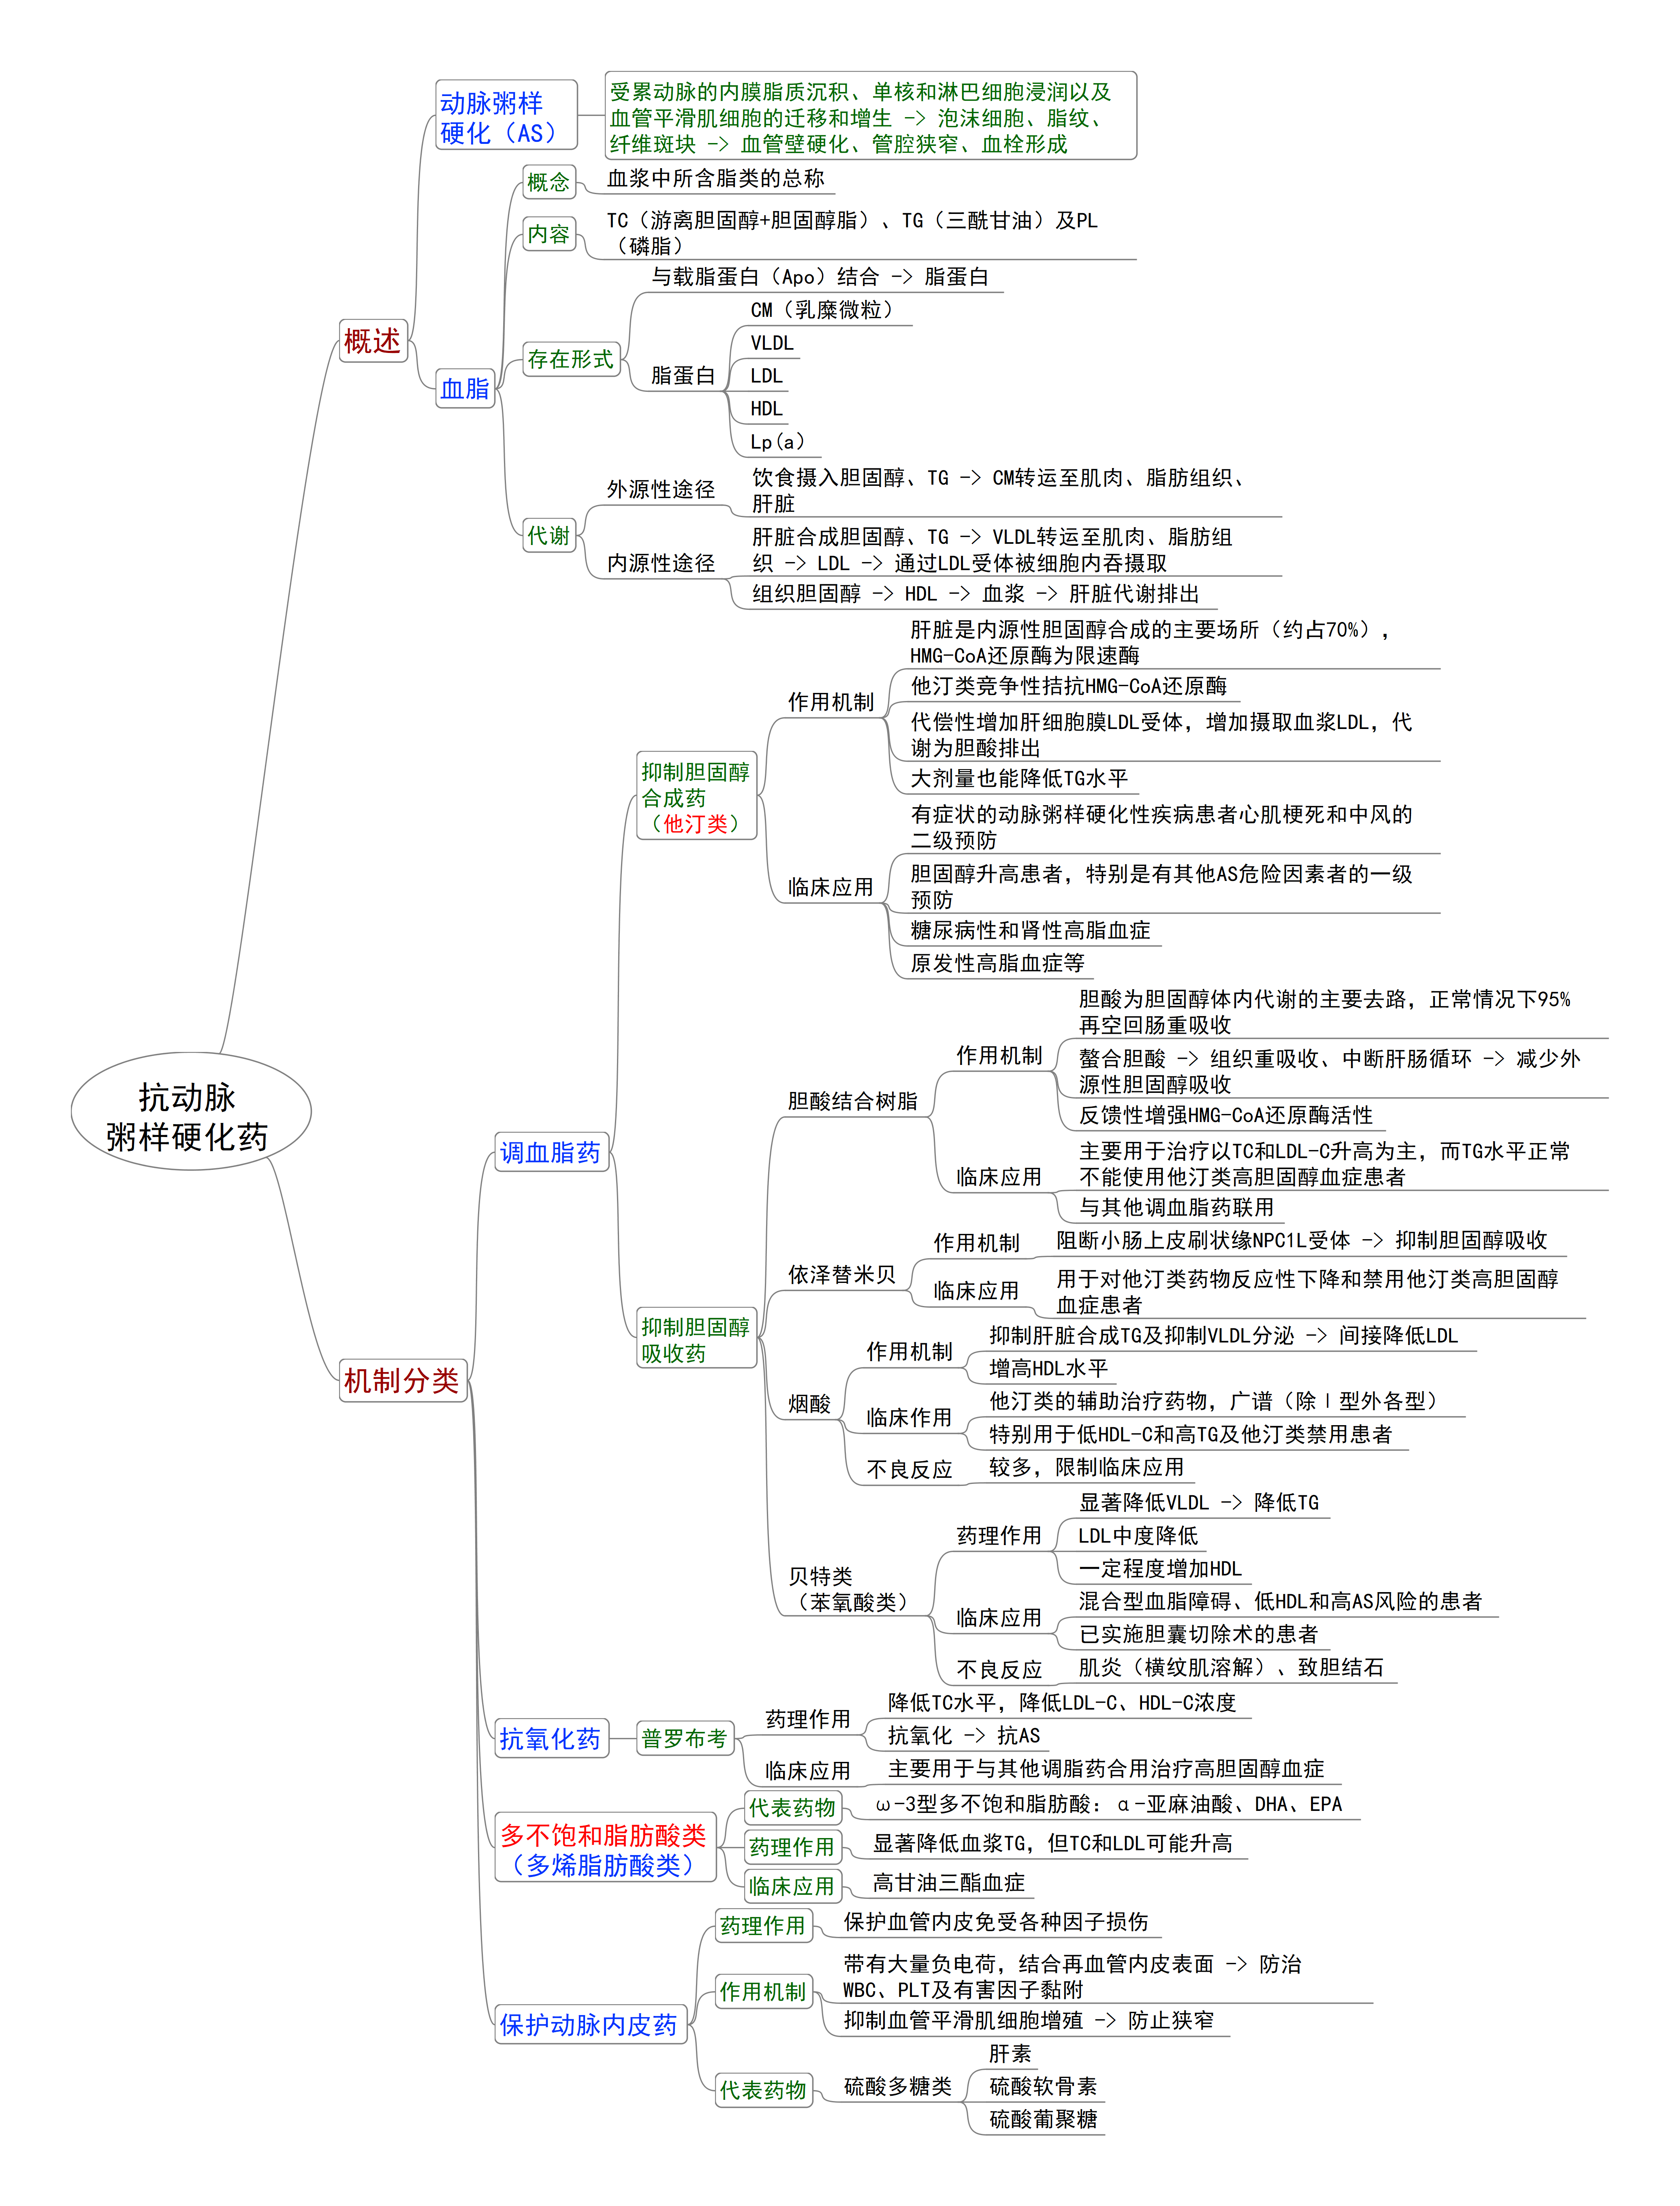 动脉粥样
硬化（AS）
受累动脉的内膜脂质沉积、单核和淋巴细胞浸润以及
血管平滑肌细胞的迁移和增生 -> 泡沫细胞、脂纹、
纤维斑块 -> 血管壁硬化、管腔狭窄、血栓形成
概念
血浆中所含脂类的总称
内容
TC（游离胆固醇+胆固醇脂）、TG（三酰甘油）及PL
（磷脂）
与载脂蛋白（Apo）结合 -> 脂蛋白
CM（乳糜微粒）
概述
VLDL
存在形式
脂蛋白
LDL
血脂
HDL
Lp(a）
外源性途径
饮食摄入胆固醇、TG -> CM转运至肌肉、脂肪组织、
肝脏
代谢
内源性途径
肝脏合成胆固醇、TG -> VLDL转运至肌肉、脂肪组
织 -> LDL -> 通过LDL受体被细胞内吞摄取
组织胆固醇 -> HDL -> 血浆 -> 肝脏代谢排出
肝脏是内源性胆固醇合成的主要场所（约占70%），
HMG-CoA还原酶为限速酶
作用机制
他汀类竞争性拮抗HMG-CoA还原酶
代偿性增加肝细胞膜LDL受体，增加摄取血浆LDL，代
谢为胆酸排出
大剂量也能降低TG水平
抑制胆固醇
合成药
（他汀类）
有症状的动脉粥样硬化性疾病患者心肌梗死和中风的
二级预防
临床应用
胆固醇升高患者，特别是有其他AS危险因素者的一级
预防
糖尿病性和肾性高脂血症
原发性高脂血症等
胆酸为胆固醇体内代谢的主要去路，正常情况下95%
再空回肠重吸收
作用机制
螯合胆酸 -> 组织重吸收、中断肝肠循环 -> 减少外
源性胆固醇吸收
胆酸结合树脂
反馈性增强HMG-CoA还原酶活性
抗动脉
粥样硬化药
调血脂药
临床应用
主要用于治疗以TC和LDL-C升高为主，而TG水平正常
不能使用他汀类高胆固醇血症患者
与其他调血脂药联用
作用机制
阻断小肠上皮刷状缘NPC1L受体 -> 抑制胆固醇吸收
依泽替米贝
临床应用
用于对他汀类药物反应性下降和禁用他汀类高胆固醇
血症患者
抑制胆固醇
吸收药
作用机制
抑制肝脏合成TG及抑制VLDL分泌 -> 间接降低LDL
增高HDL水平
机制分类
烟酸
临床作用
他汀类的辅助治疗药物，广谱（除Ⅰ型外各型）
特别用于低HDL-C和高TG及他汀类禁用患者
不良反应
较多，限制临床应用
显著降低VLDL -> 降低TG
药理作用
LDL中度降低
一定程度增加HDL
贝特类
（苯氧酸类）
临床应用
混合型血脂障碍、低HDL和高AS风险的患者
已实施胆囊切除术的患者
不良反应
肌炎（横纹肌溶解）、致胆结石
药理作用
降低TC水平，降低LDL-C、HDL-C浓度
抗氧化药
普罗布考
抗氧化 -> 抗AS
临床应用
主要用于与其他调脂药合用治疗高胆固醇血症
代表药物
ω-3型多不饱和脂肪酸：α-亚麻油酸、DHA、EPA
多不饱和脂肪酸类
（多烯脂肪酸类）
药理作用
显著降低血浆TG，但TC和LDL可能升高
临床应用
高甘油三酯血症
药理作用
保护血管内皮免受各种因子损伤
作用机制
带有大量负电荷，结合再血管内皮表面 -> 防治
WBC、PLT及有害因子黏附
抑制血管平滑肌细胞增殖 -> 防止狭窄
保护动脉内皮药
代表药物
硫酸多糖类
肝素
硫酸软骨素
硫酸葡聚糖